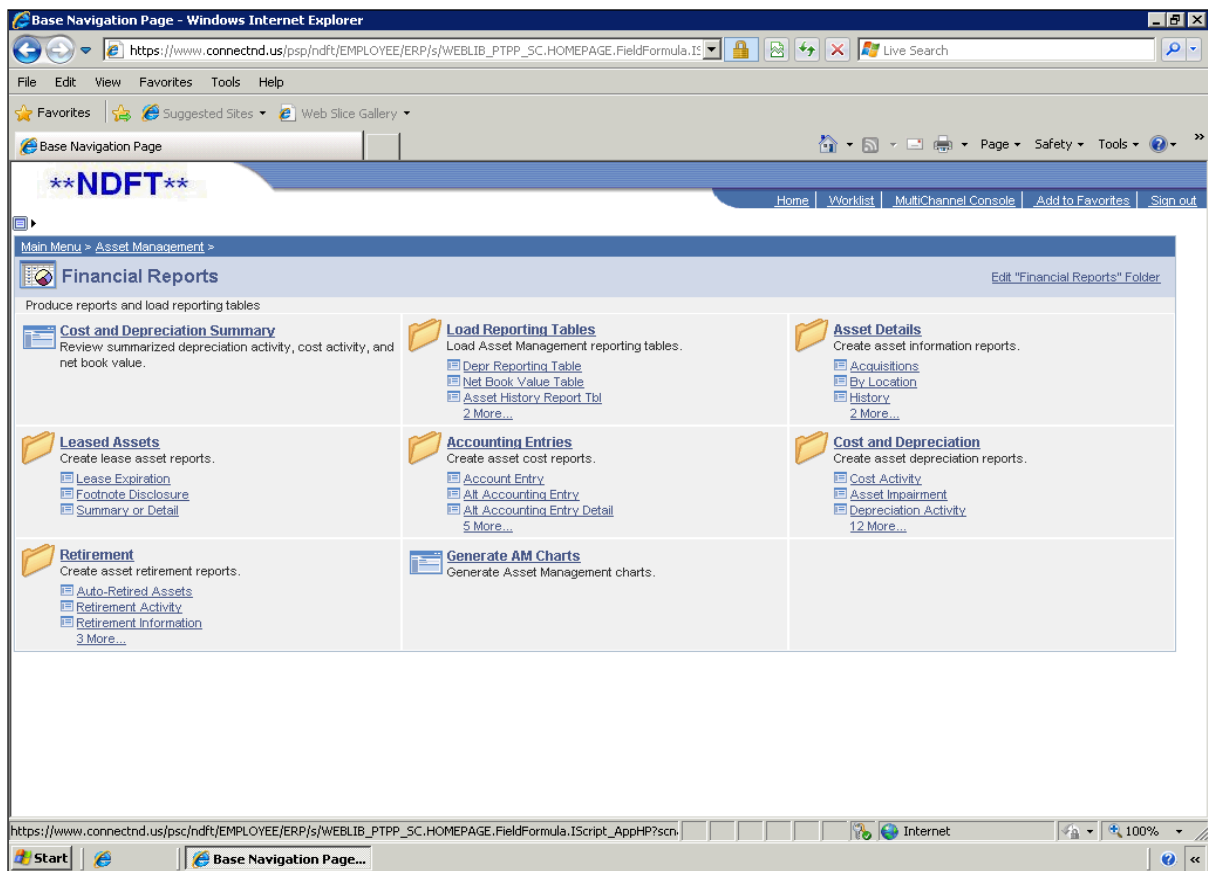 Base Navigation Page - Windows Internet Explorer
https://www.connectnd.us/psp/ndft/EMPLOYEE/ERP/s/WEBLIB_PTPP_SC.HOMEPAGE.FieldFormula.IS
Live Search
File Edit View Favorites Tools Help
Favorites Suggested Sites Web Slice Gallery
Base Navigation Page
Page Safety Tools »
**NDFT**
Home | Worklist | MultiChannel Console | Add to Favorites | Sign out
Main Menu > Asset Management >
Financial Reports
Edit "Financial Reports" Folder
Produce reports and load reporting tables
Cost and Depreciation Summary
Review summarized depreciation activity, cost activity, and
net book value.
Load Reporting Tables
Load Asset Management reporting tables.
Depr Reporting Table
Net Book Value Table
Asset History Report Tbl
2 More...
Asset Details
Create asset information reports.
Acquisitions
By Location
History
2 More...
Leased Assets
Create lease asset reports.
Lease Expiration
Footnote Disclosure
Summary or Detail
Accounting Entries
Create asset cost reports.
Account Entry
Alt Accounting Entry
Alt Accounting Entry Detail
5 More...
Cost and Depreciation
Create asset depreciation reports.
Cost Activity
Asset Impairment
Depreciation Activity
12 More...
Retirement
Create asset retirement reports.
Auto-Retired Assets
Retirement Activity
Retirement Information
3 More...
Generate AM Charts
Generate Asset Management charts.
https://www.connectnd.us/psc/ndft/EMPLOYEE/ERP/s/WEBLIB_PTPP_SC.HOMEPAGE.FieldFormula.IScript_AppHP?scn
Internet
100%
Start
Base Navigation Page...
«